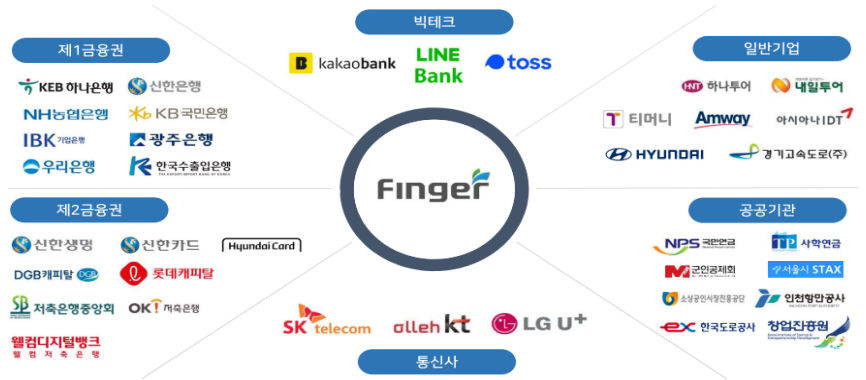 빅테크
kakaobank
LINE
Bank
toss
제1금융권
KEB 하나은행
신한은행
NH농협은행
KB국민은행
IBK기업은행
광주은행
우리은행
한국수출입은행
THE EXPORT-IMPORT BANK OF KOREA
일반기업
HNT 하나투어
내일투어
T 티머니
Amway
아시아나IDT
HYUNDAI
경기고속도로(주)
Finger
제2금융권
신한생명
신한카드
Hyundai Card
DGB캐피탈 DGB
롯데캐피탈
SB 저축은행중앙회
OK! 저축은행
웰컴디지털뱅크
웰컴저축은행
공공기관
NPS 국민연금
TP 사학연금
M 군인공제회
서울시 STAX
소상공인시장진흥공단
인천항만공사
ex 한국도로공사
창업진흥원
SK telecom
olleh kt
LG U+
통신사